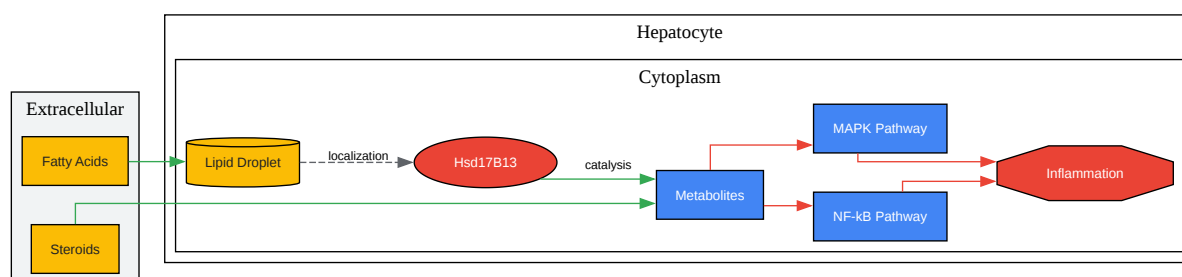 Hepatocyte
Cytoplasm
Extracellular
Fatty Acids
Steroids
Lipid Droplet
localization
Hsd17B13
catalysis
Metabolites
MAPK Pathway
NF-kB Pathway
Inflammation